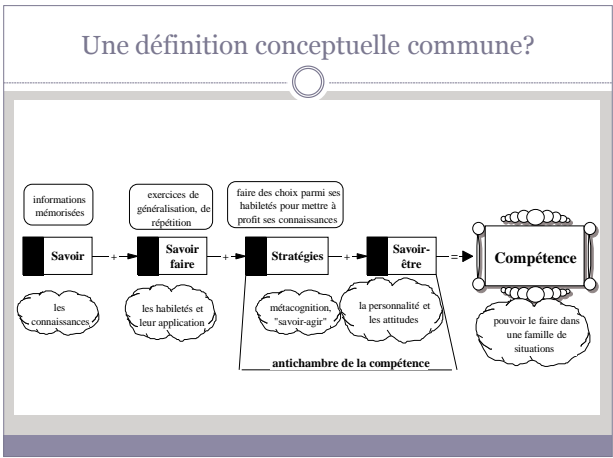 Une définition conceptuelle commune?
informations
mémorisées
exercices de
généralisation, de
répétition
faire des choix parmi ses
habiletés pour mettre à
profit ses connaissances
Savoir
+
Savoir
faire
+
Stratégies
+
Savoir-
être
=
Compétence
les
connaissances
les habiletés et
leur application
métacognition,
"savoir-agir"
la personnalité et
les attitudes
pouvoir le faire dans
une famille de
situations
antichambre de la compétence